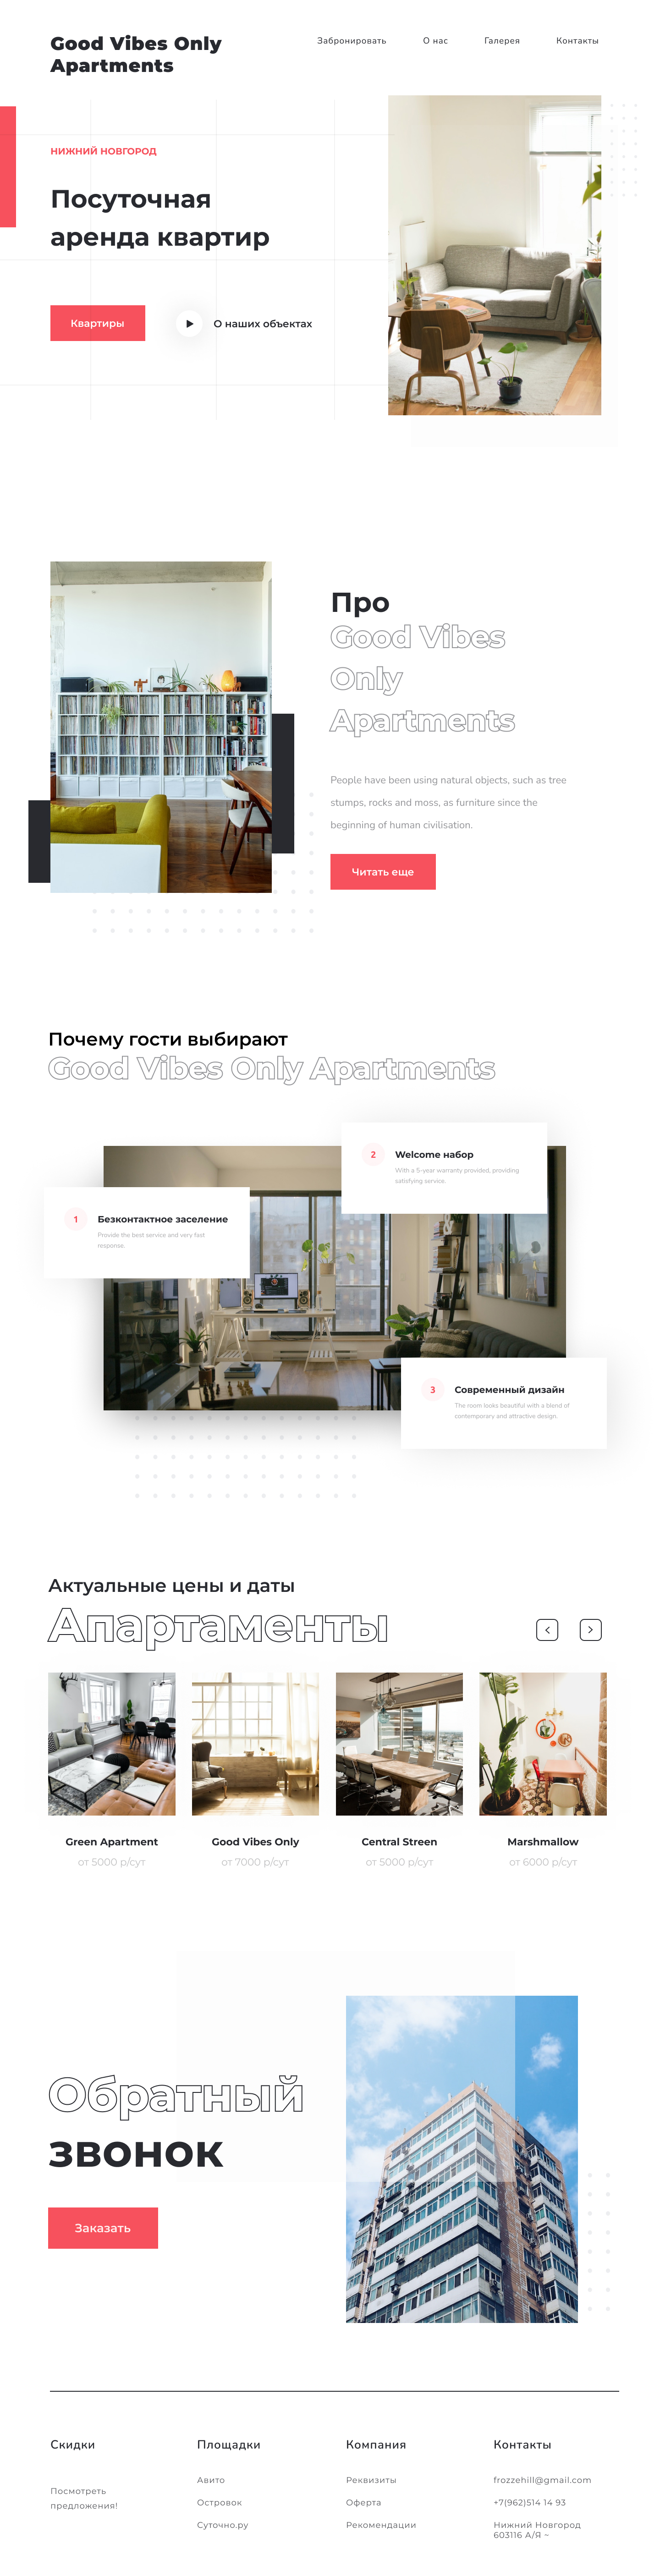 Good Vibes Only
Apartments
Забронировать
О нас
Галерея
Контакты
НИЖНИЙ НОВГОРОД
Посуточная
аренда квартир
Квартиры
О наших объектах
Про
Good Vibes
Only
Apartments
People have been using natural objects, such as tree
stumps, rocks and moss, as furniture since the
beginning of human civilisation.
Читать еще
Почему гости выбирают
Good Vibes Only Apartments
2
Welcome набор
With a 5-year warranty provided, providing
satisfying service.
1
Безконтактное заселение
Provide the best service and very fast
response.
3
Современный дизайн
The room looks beautiful with a blend of
contemporary and attractive design.
Актуальные цены и даты
Апартаменты
Green Apartment
от 5000 р/сут
Good Vibes Only
от 7000 р/сут
Central Streen
от 5000 р/сут
Marshmallow
от 6000 р/сут
Обратный
звонок
Заказать
Скидки
Посмотреть
предложения!
Площадки
Авито
Островок
Суточно.ру
Компания
Реквизиты
Оферта
Рекомендации
Контакты
frozzehill@gmail.com
+7(962)514 14 93
Нижний Новгород
603116 А/Я ~